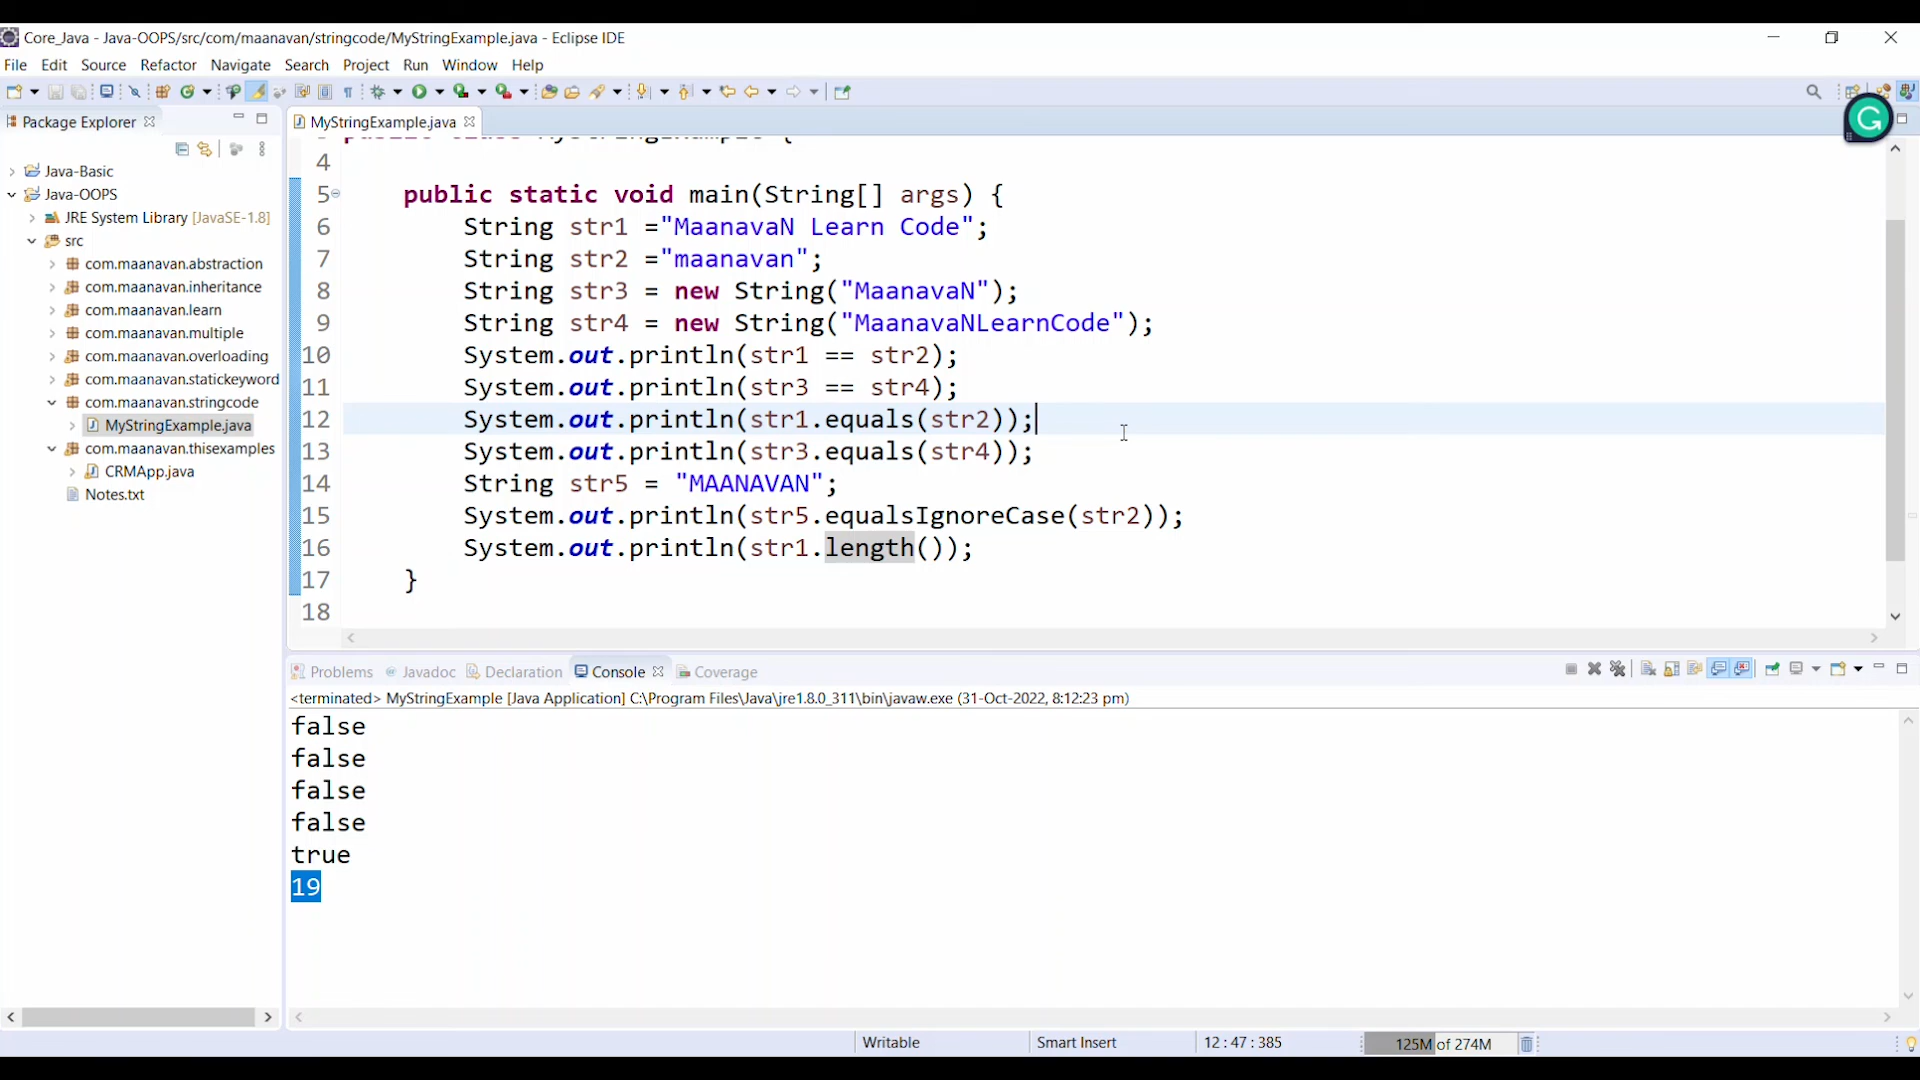 Core_Java - Java-OOPS/src/com/maanavan/stringcode/MyStringExample.java - Eclipse IDE
File Edit Source Refactor Navigate Search Project Run Window Help
Package Explorer
Java-Basic
Java-OOPS
JRE System Library [JavaSE-1.8]
src
com.maanavan.abstraction
com.maanavan.inheritance
com.maanavan.learn
com.maanavan.multiple
com.maanavan.overloading
com.maanavan.statickeyword
com.maanavan.stringcode
MyStringExample.java
com.maanavan.thisexamples
CRMApp.java
Notes.txt
MyStringExample.java
4
5 public static void main(String[] args) {
6 String str1 ="MaanavaN Learn Code";
7 String str2 ="maanavan";
8 String str3 = new String("MaanavaN");
9 String str4 = new String("MaanavaNLearnCode");
10 System.out.println(str1 == str2);
11 System.out.println(str3 == str4);
12 System.out.println(str1.equals(str2));
13 System.out.println(str3.equals(str4));
14 String str5 = "MAANAVAN";
15 System.out.println(str5.equalsIgnoreCase(str2));
16 System.out.println(str1.length());
17 }
18
Problems Javadoc Declaration Console Coverage
<terminated> MyStringExample [Java Application] C:\Program Files\Java\jre1.8.0_311\bin\javaw.exe (31-Oct-2022, 8:12:23 pm)
false
false
false
false
true
19
Writable Smart Insert 12 : 47 : 385 125M of 274M